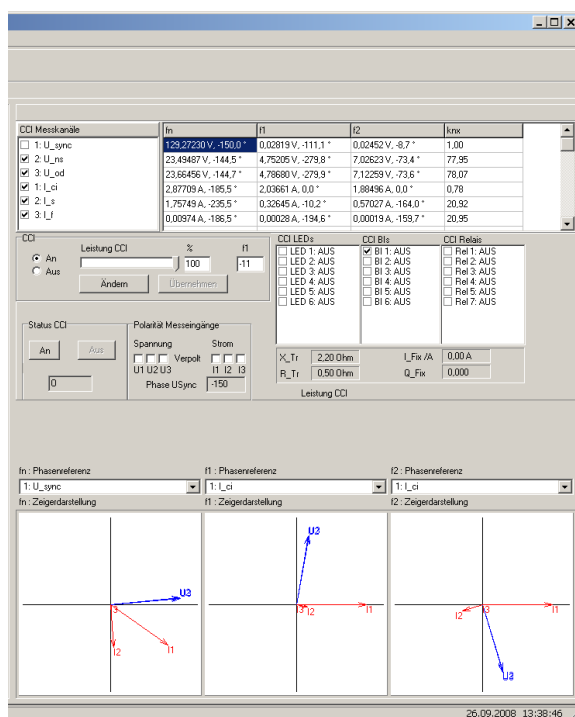 CCI Messkanäle fn f1 f2 knx
1: U_sync 129,27230 V, -150,0 ° 0,02819 V, -111,1 ° 0,02452 V, -8,7 ° 1,00
2: U_ns 23,49487 V, -144,5 ° 4,75205 V, -279,8 ° 7,02623 V, -73,4 ° 77,95
3: U_od 23,66456 V, -144,7 ° 4,78680 V, -279,9 ° 7,12259 V, -73,6 ° 78,07
1: I_ci 2,87709 A, -185,5 ° 2,03661 A, 0,0 ° 1,88496 A, 0,0 ° 0,78
2: I_s 1,75749 A, -235,5 ° 0,32645 A, -10,2 ° 0,57027 A, -164,0 ° 20,92
3: I_f 0,00974 A, -186,5 ° 0,00028 A, -194,6 ° 0,00019 A, -159,7 ° 20,95
CCI
Leistung CCI % f1
An
Aus
100 -11
Ändern Übernehmen
CCI LEDs CCI BIs CCI Relais
LED 1: AUS BI 1: AUS Rel 1: AUS
LED 2: AUS BI 2: AUS Rel 2: AUS
LED 3: AUS BI 3: AUS Rel 3: AUS
LED 4: AUS BI 4: AUS Rel 4: AUS
LED 5: AUS BI 5: AUS Rel 5: AUS
LED 6: AUS BI 6: AUS Rel 6: AUS
Rel 7: AUS
Status CCI Polarität Messeingänge
An Aus Spannung Strom
Verpolt
U1 U2 U3 I1 I2 I3
0 Phase USync -150
X_Tr 2,20 Ohm I_Fix /A 0,00 A
R_Tr 0,50 Ohm Q_Fix 0,000
Leistung CCI
fn : Phasenreferenz f1 : Phasenreferenz f2 : Phasenreferenz
1: U_sync 1: I_ci 1: I_ci
fn : Zeigerdarstellung f1 : Zeigerdarstellung f2 : Zeigerdarstellung
U3 3 I2 I1
U3 I3 I2 I1
3 I2 I1 U3
26.09.2008 13:38:46